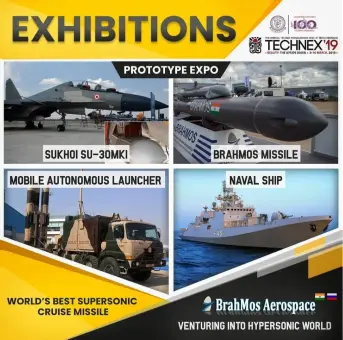 EXHIBITIONS
100
TECHNEX'19
PROTOTYPE EXPO
BRAHMOS
SUKHOI SU-30MKI
BRAHMOS MISSILE
MOBILE AUTONOMOUS LAUNCHER
NAVAL SHIP
WORLD'S BEST SUPERSONIC
CRUISE MISSILE
BrahMos Aerospace
VENTURING INTO HYPERSONIC WORLD